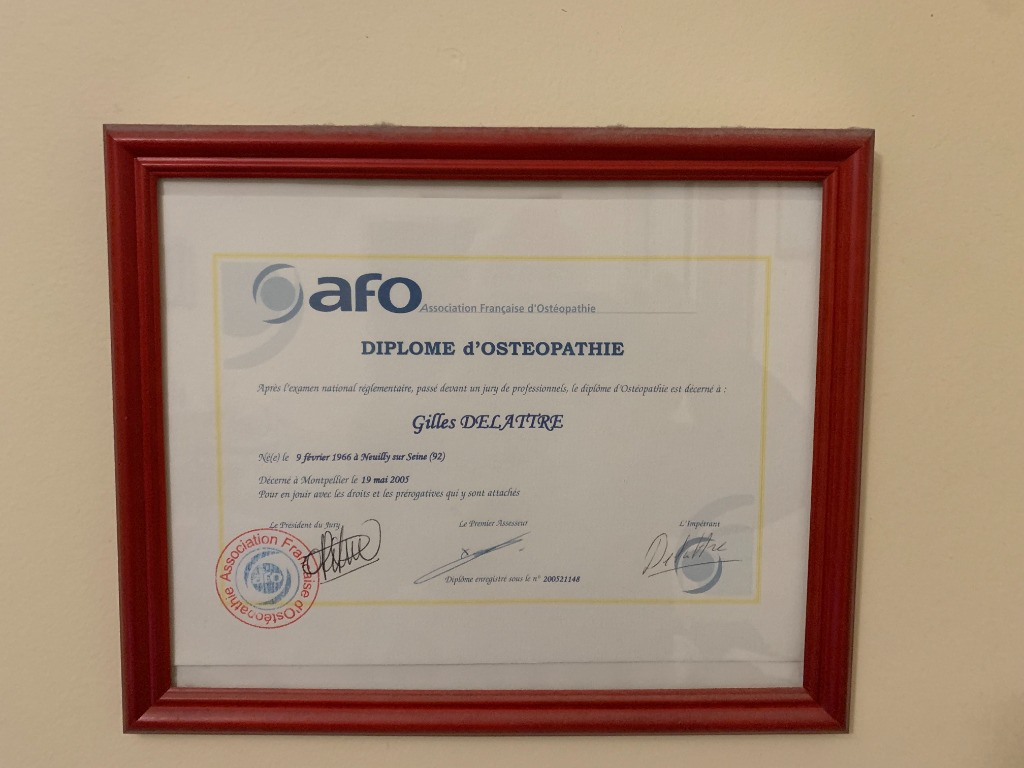 afo Association Française d'Ostéopathie
DIPLOME d'OSTEOPATHIE
Après l'examen national réglementaire, passé devant un jury de professionnels, le diplôme d'Ostéopathie est décerné à :
Gilles DELATTRE
Né(e) le 9 février 1966 à Neuilly sur Seine (92)
Décerné à Montpellier le 19 mai 2005
Pour en jouir avec les droits et les prérogatives qui y sont attachés
Le Président du Jury Le Premier Assesseur L'Impétrant
Association Française d'Ostéopathie
afo
Delattre
Diplôme enregistré sous le n° 200521148